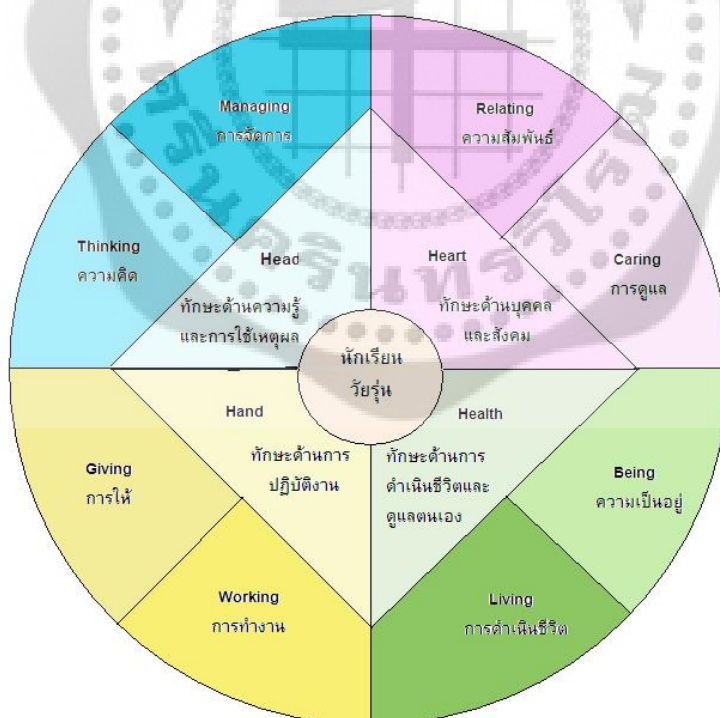 Managing
การจัดการ
Relating
ความสัมพันธ์
Thinking
ความคิด
Head
ทักษะด้านความรู้
และการใช้เหตุผล
Heart
ทักษะด้านบุคคล
และสังคม
Caring
การดูแล
นักเรียน
วัยรุ่น
Giving
การให้
Hand
ทักษะด้านการ
ปฏิบัติงาน
Health
ทักษะด้านการ
ดำเนินชีวิตและ
ดูแลตนเอง
Being
ความเป็นอยู่
Working
การทำงาน
Living
การดำเนินชีวิต